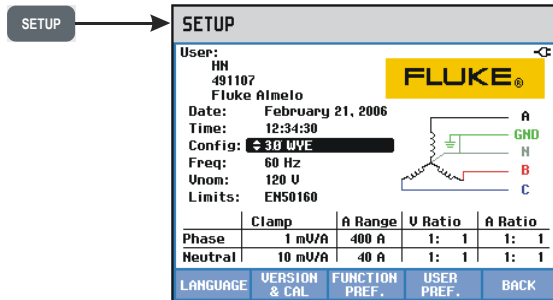 SETUP
SETUP
User:
HN
491107
Fluke Almelo
FLUKE®
Date: February 21, 2006
Time: 12:34:30
Config: 3Ø WYE
Freq: 60 Hz
Vnom: 120 V
Limits: EN50160
A
GND
N
B
C
Clamp A Range V Ratio A Ratio
Phase 1 mV/A 400 A 1: 1 1: 1
Neutral 10 mV/A 40 A 1: 1 1: 1
LANGUAGE VERSION & CAL FUNCTION PREF. USER PREF. BACK